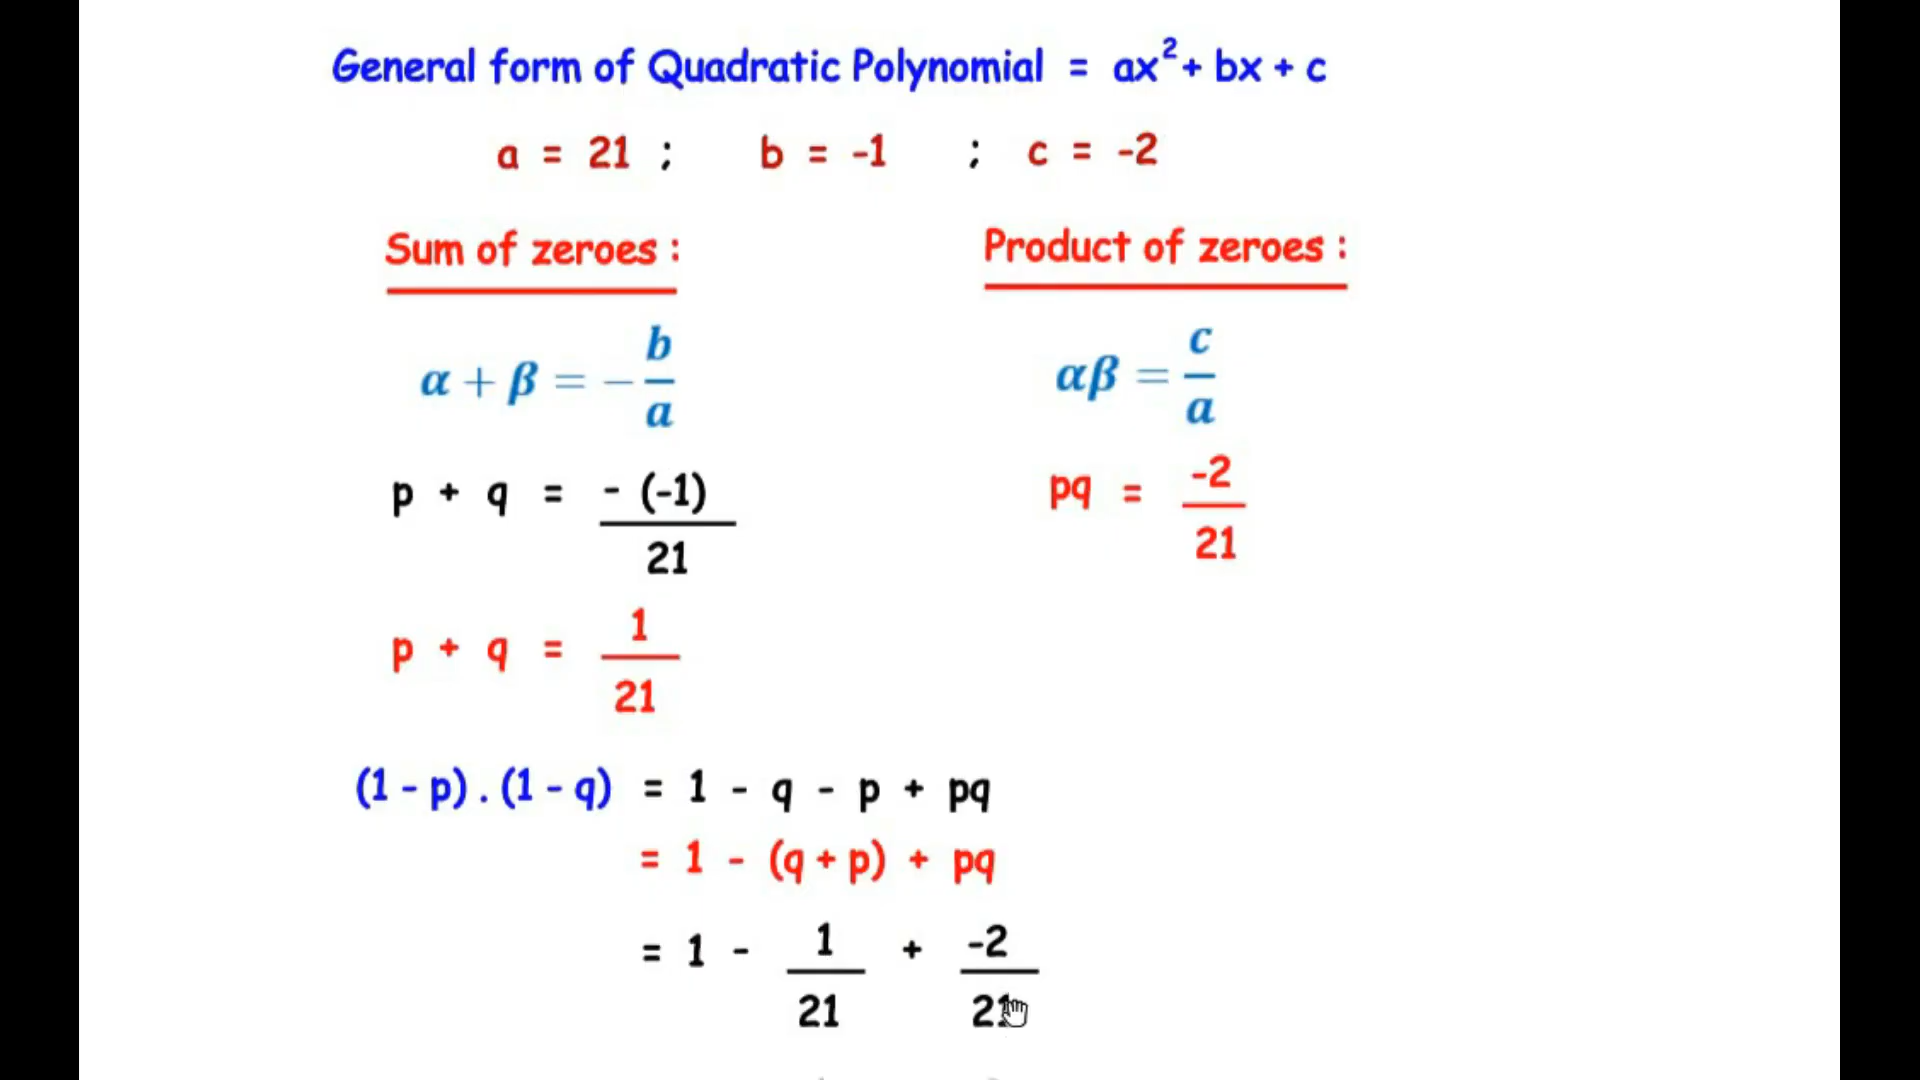 General form of Quadratic Polynomial = ax² + bx + c
a = 21 ; b = -1 ; c = -2
Sum of zeroes :
Product of zeroes :
α + β = - b/a
αβ = c/a
p + q = - (-1) / 21
pq = -2 / 21
p + q = 1 / 21
(1 - p) . (1 - q) = 1 - q - p + pq
= 1 - (q + p) + pq
= 1 - 1/21 + -2/21